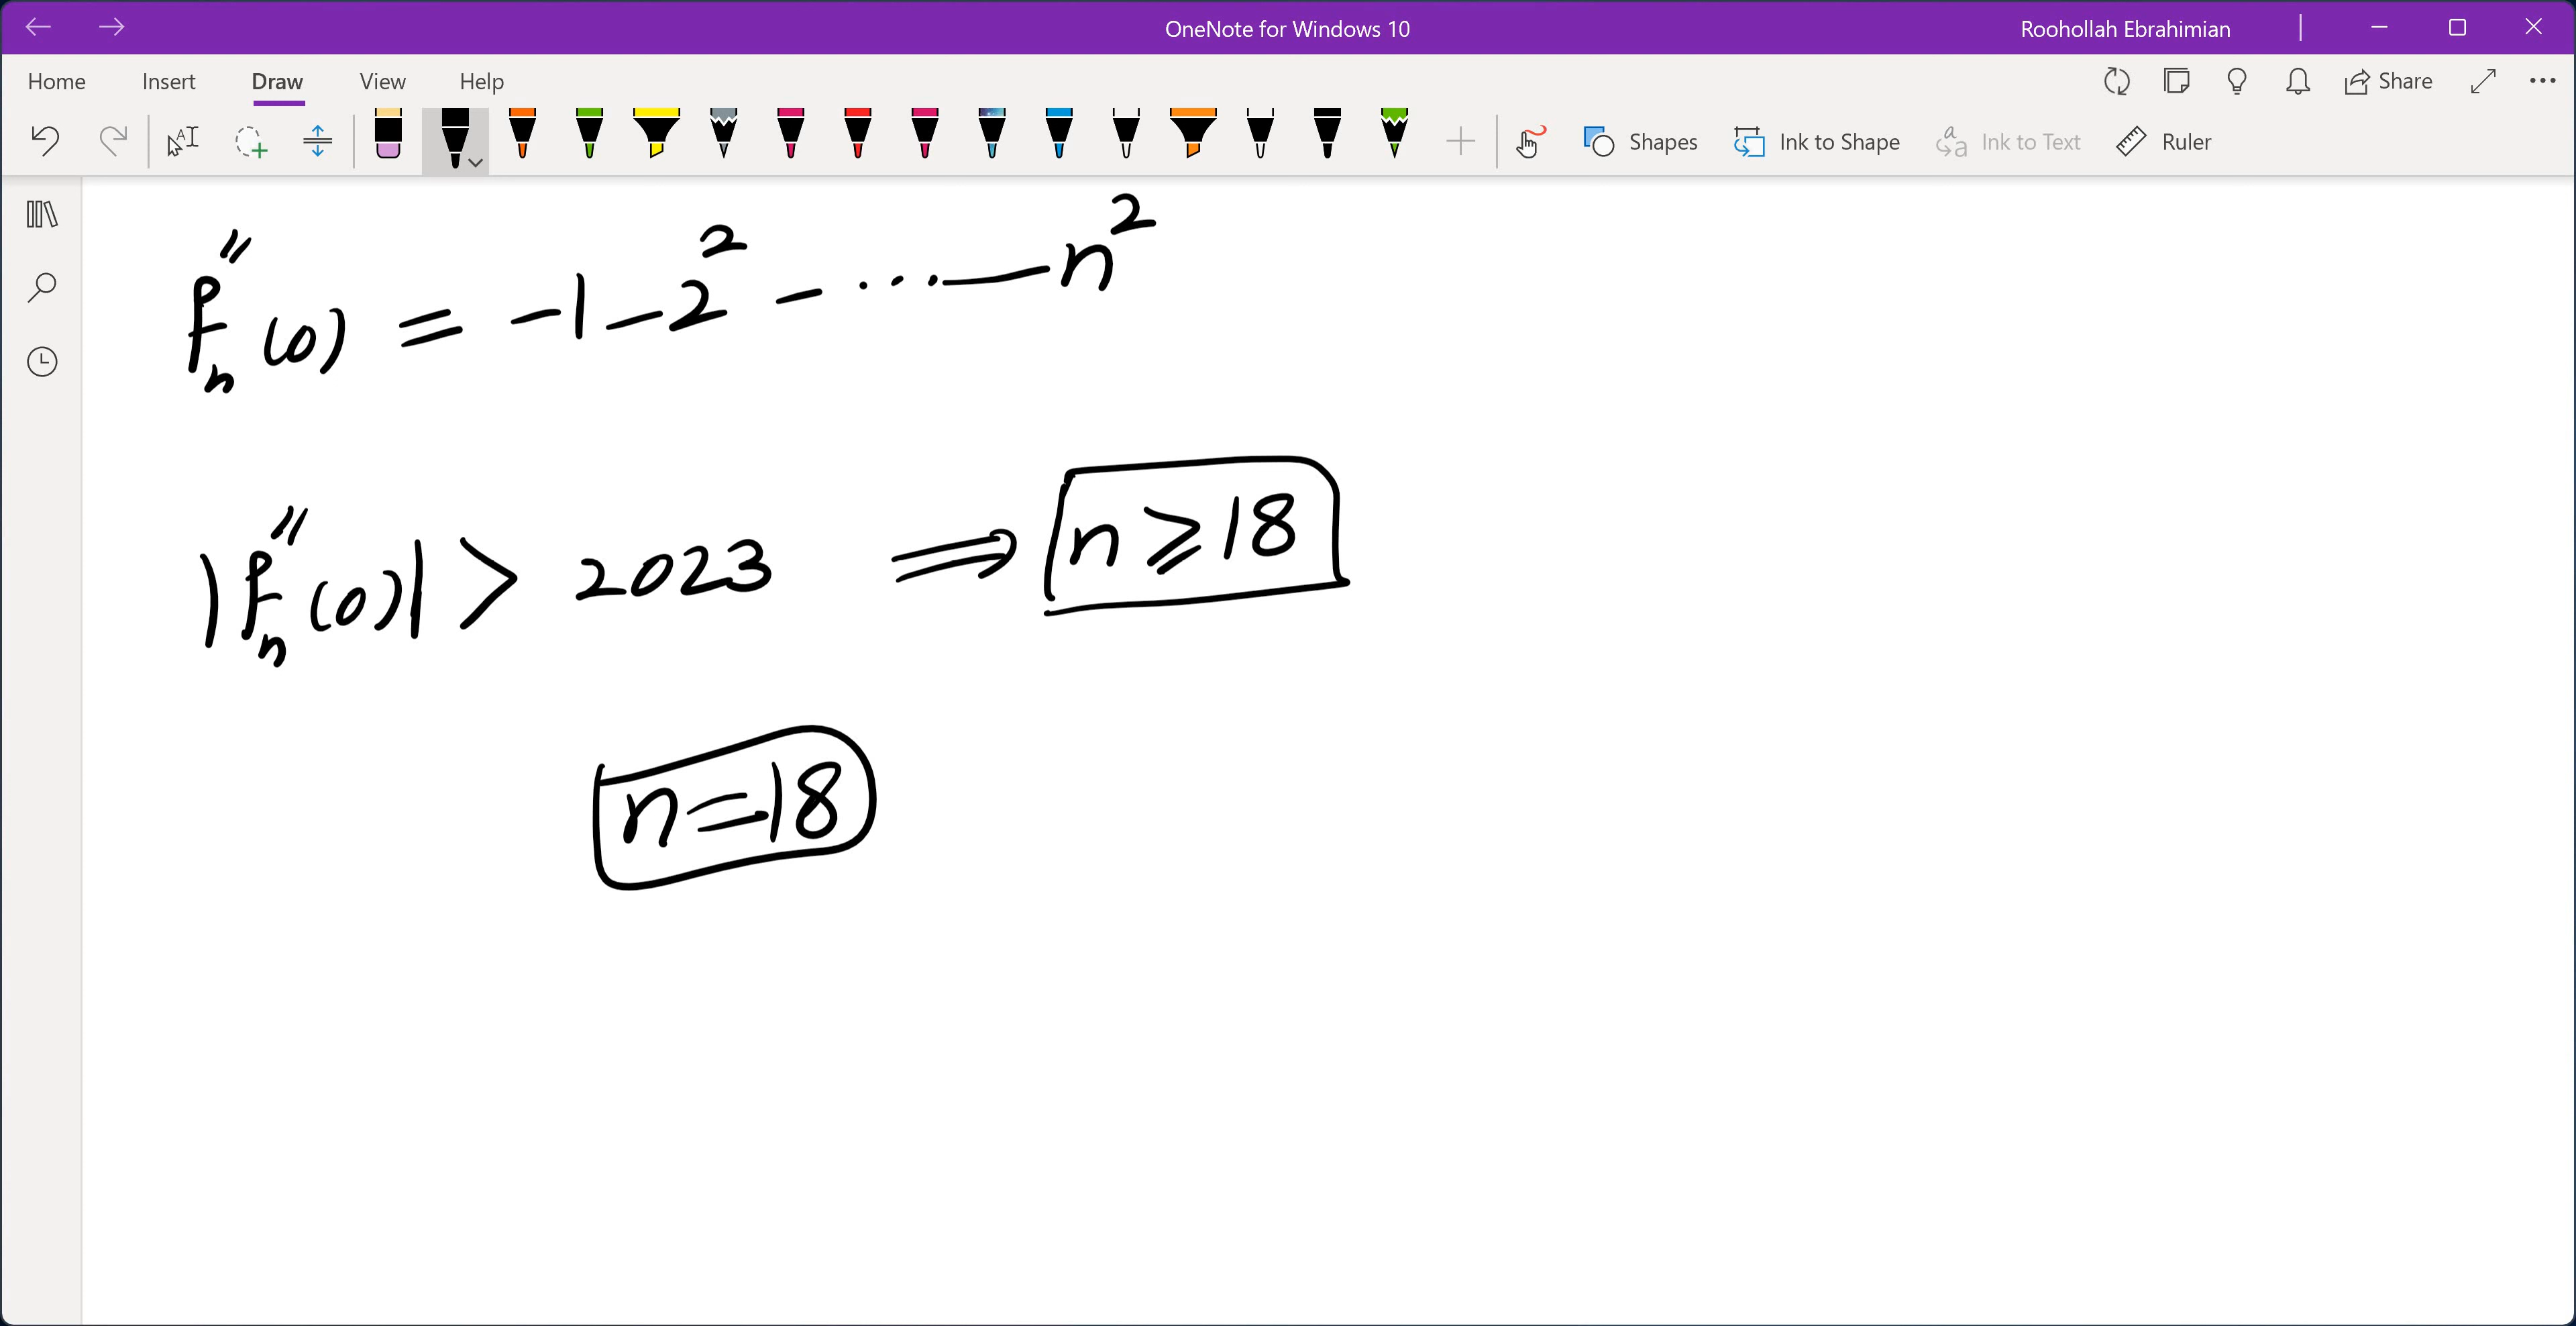 OneNote for Windows 10
Roohollah Ebrahimian
Home Insert Draw View Help
Share
Shapes Ink to Shape Ink to Text Ruler
f″ₙ(0) = −1−2² − ··· − n²
|f″ₙ(0)| > 2023 ⟹ n ⩾ 18
n = 18